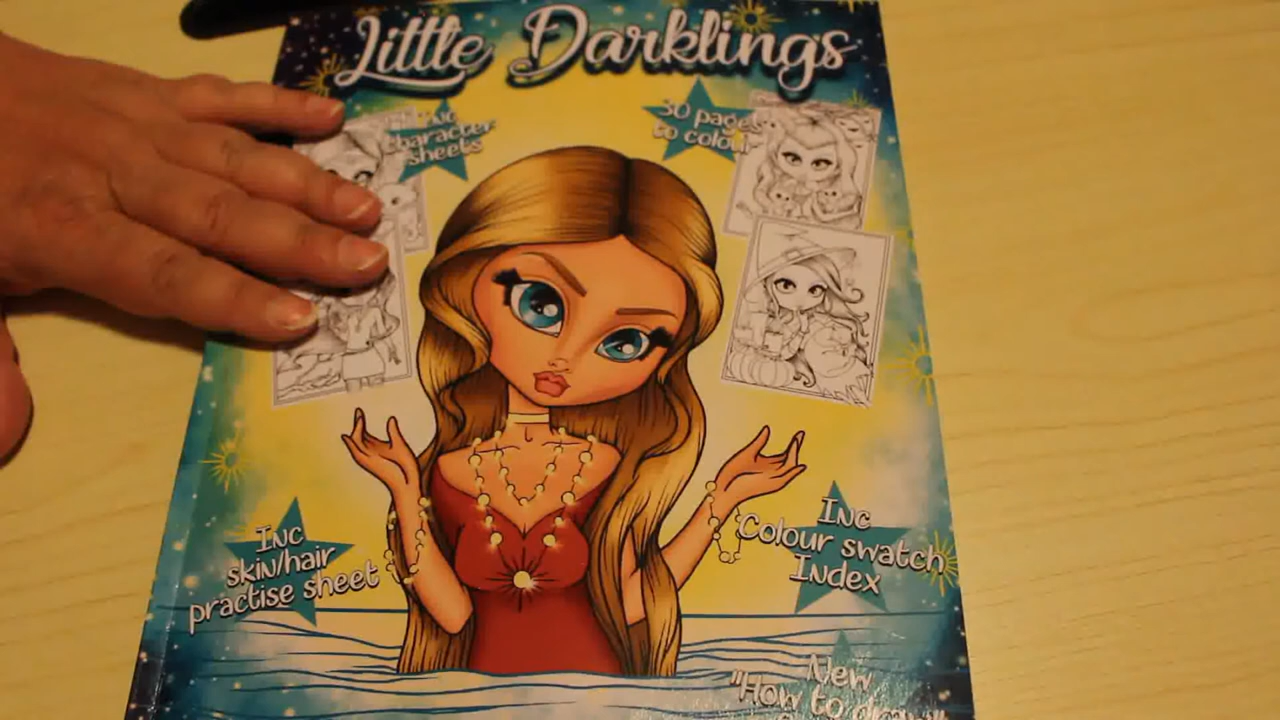 Little Darklings
character
sheets
30 pages
to colour
Inc
skin/hair
practise sheet
Inc
Colour swatch
Index
New
"How to draw"